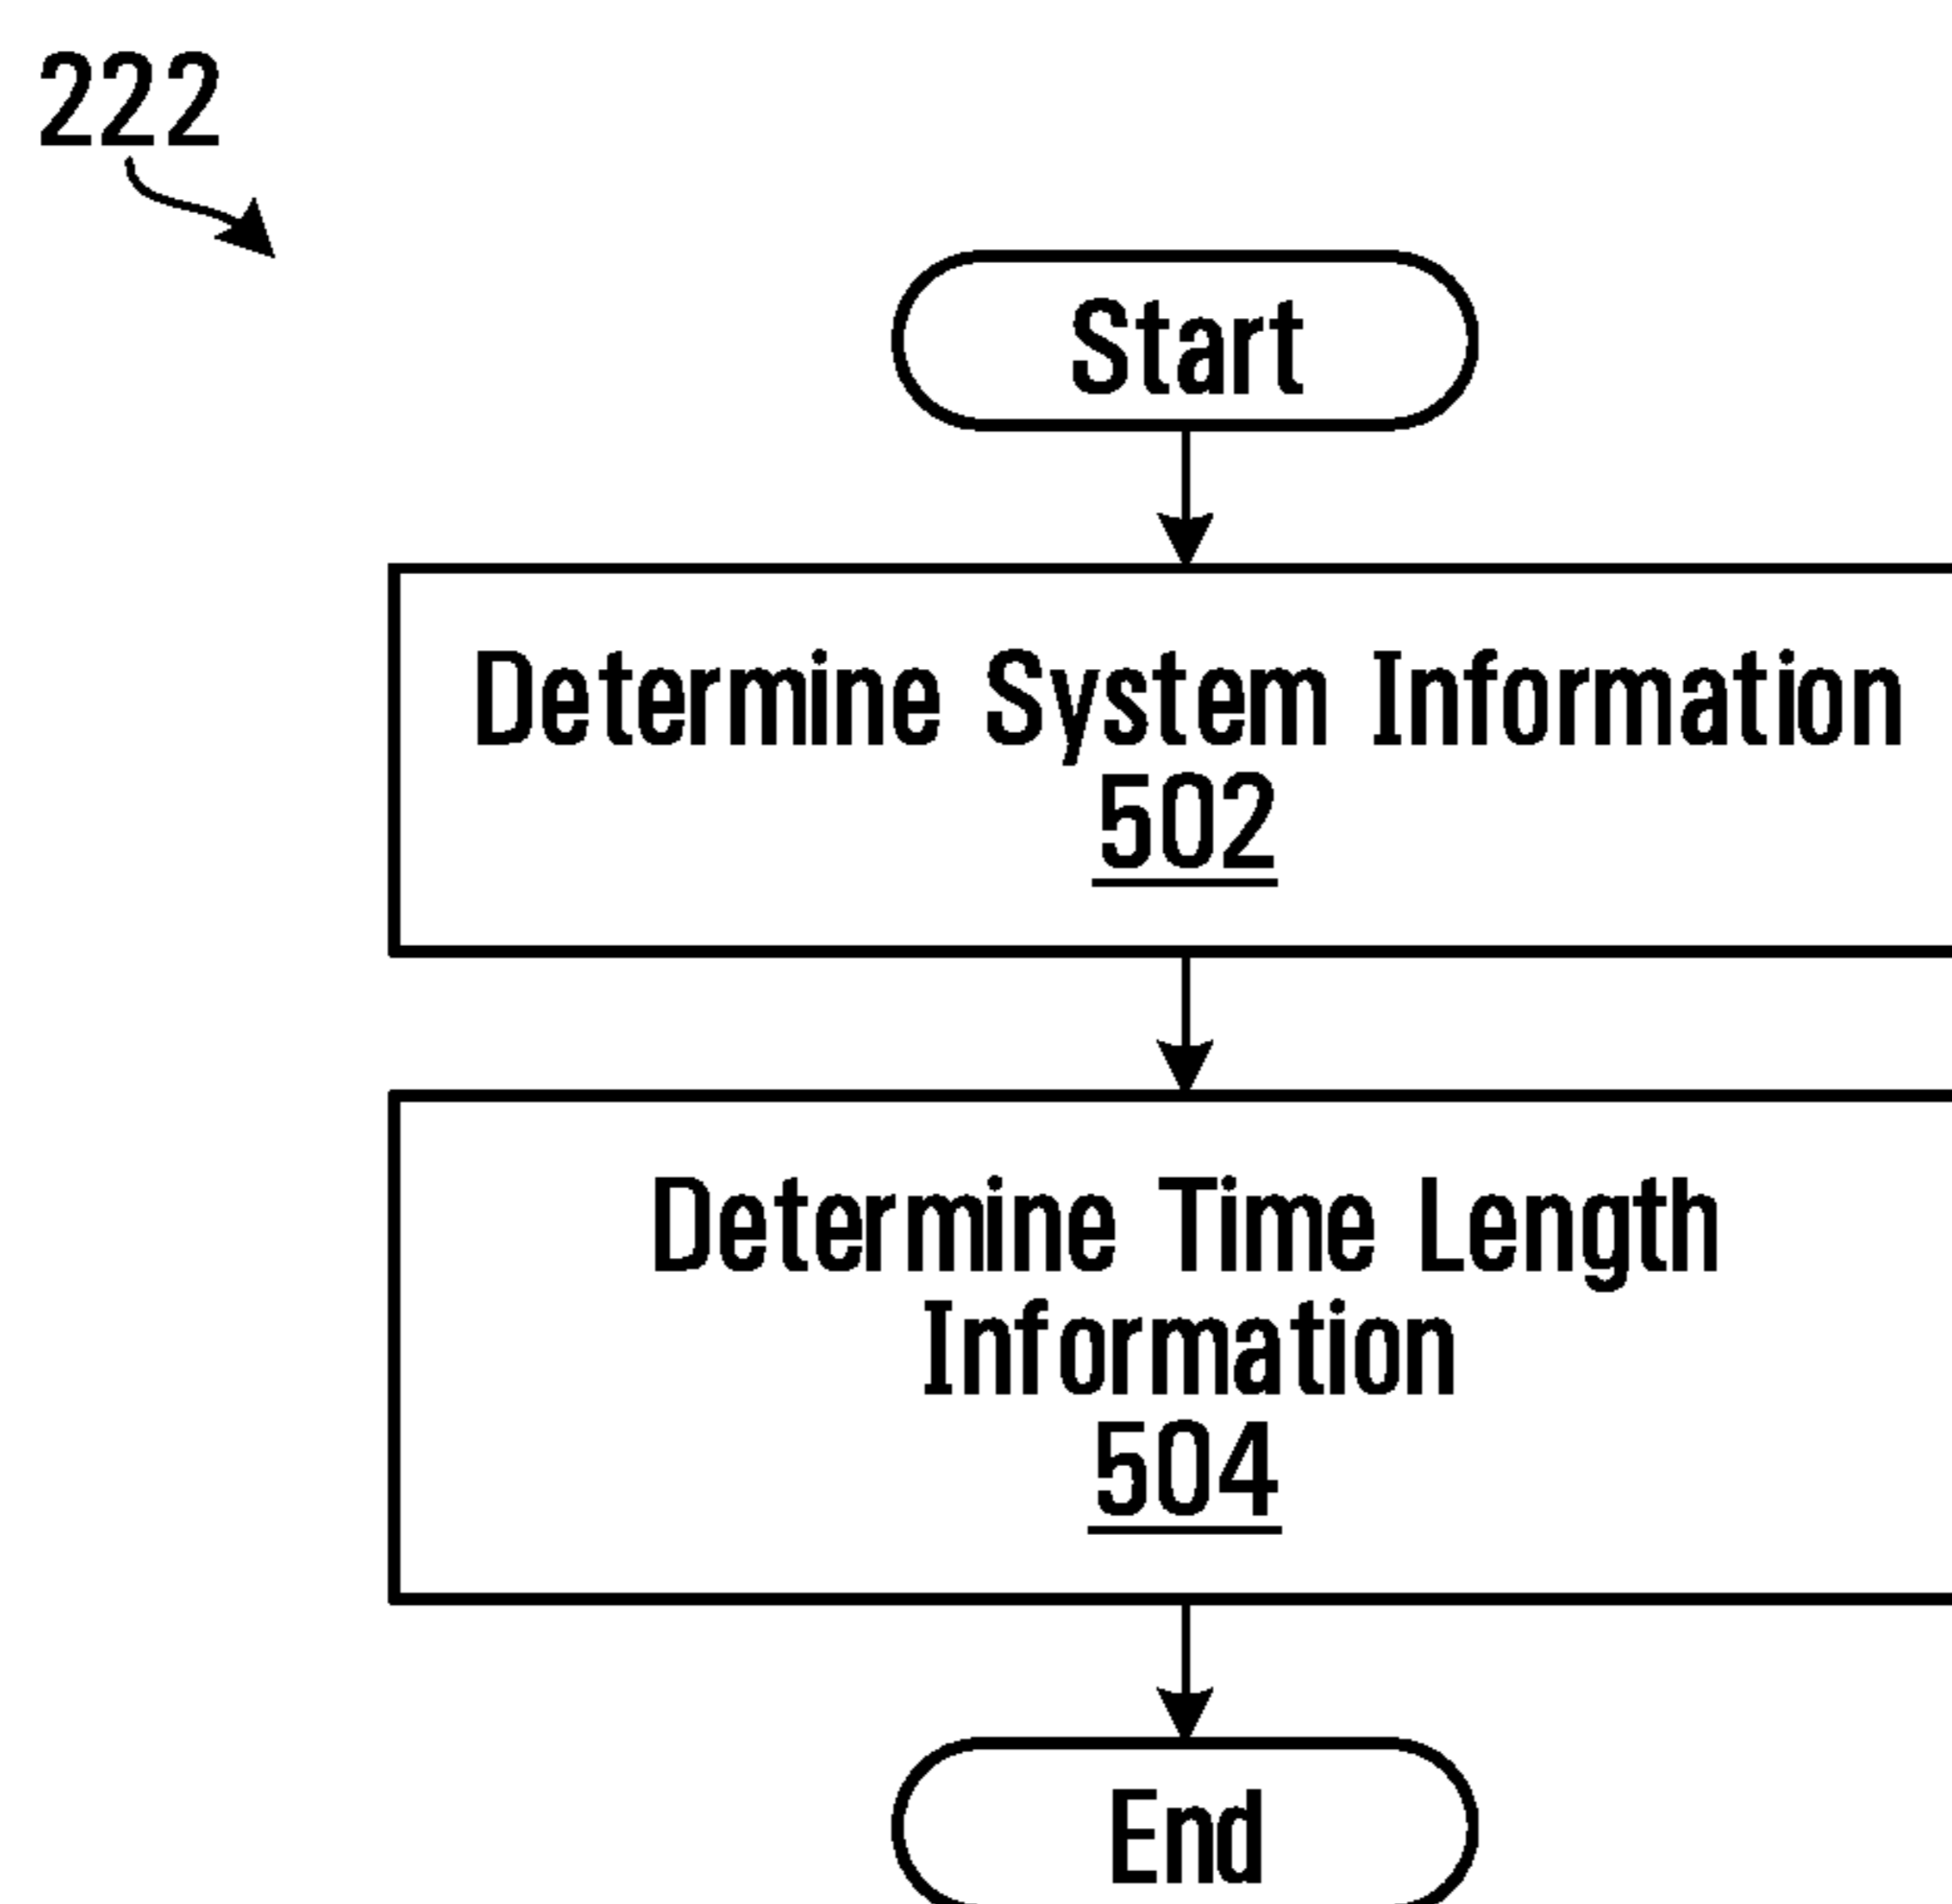 222
Start
Determine System Information
502
Determine Time Length
Information
504
End